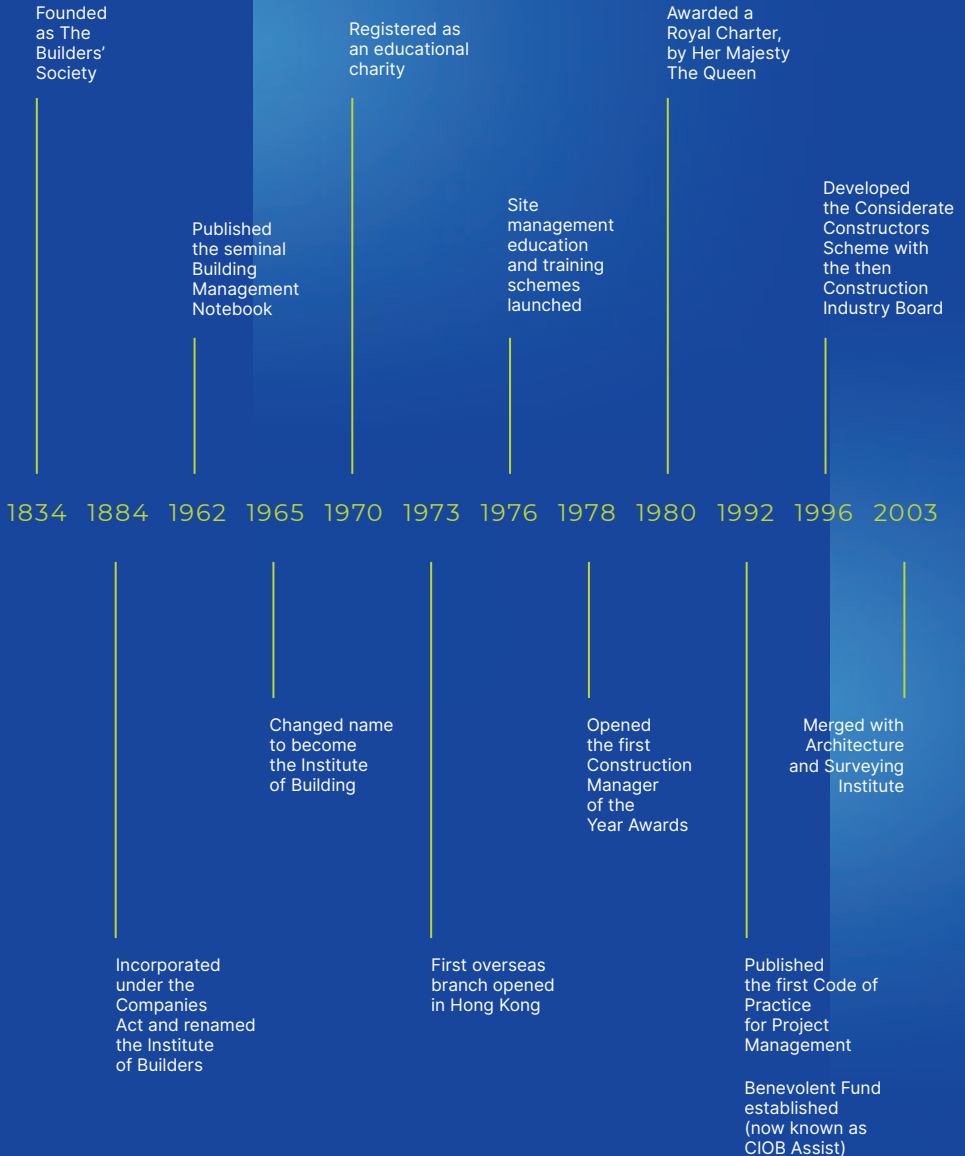 Founded
as The
Builders’
Society
Registered as
an educational
charity
Awarded a
Royal Charter,
by Her Majesty
The Queen
Published
the seminal
Building
Management
Notebook
Site
management
education
and training
schemes
launched
Developed
the Considerate
Constructors
Scheme with
the then
Construction
Industry Board
1834 1884 1962 1965 1970 1973 1976 1978 1980 1992 1996 2003
Changed name
to become
the Institute
of Building
Opened
the first
Construction
Manager
of the
Year Awards
Merged with
Architecture
and Surveying
Institute
Incorporated
under the
Companies
Act and renamed
the Institute
of Builders
First overseas
branch opened
in Hong Kong
Published
the first Code of
Practice
for Project
Management
Benevolent Fund
established
(now known as
CIOB Assist)